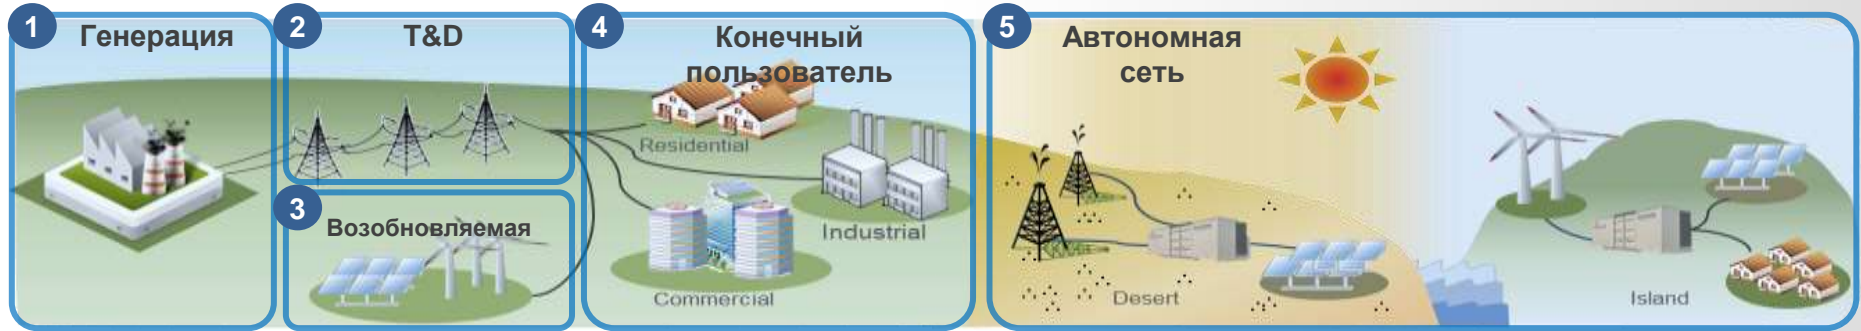 1 Генерация
2 T&D
3 Возобновляемая
4 Конечный
пользователь
Residential
Industrial
Commercial
5 Автономная
сеть
Desert
Island